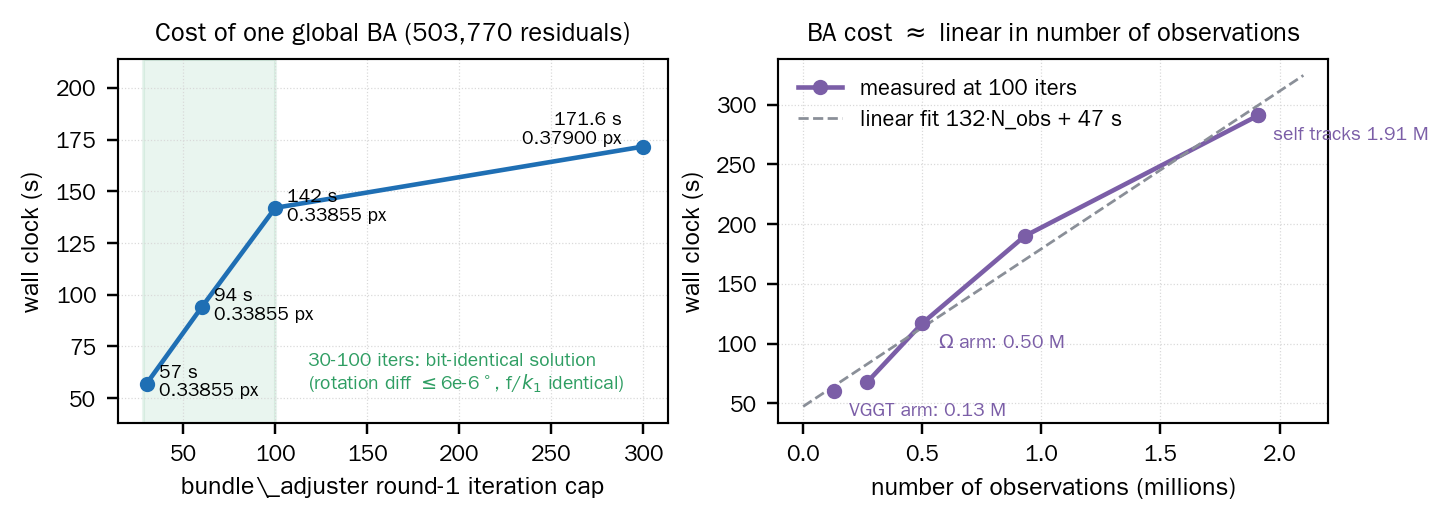 Cost of one global BA (503,770 residuals)
200
175
150
125
100
75
50
wall clock (s)
171.6 s
0.37900 px
142 s
0.33855 px
94 s
0.33855 px
57 s
0.33855 px
30-100 iters: bit-identical solution
(rotation diff ≤6e-6°, f/k₁ identical)
50 100 150 200 250 300
bundle\_adjuster round-1 iteration cap
BA cost ≈ linear in number of observations
measured at 100 iters
linear fit 132·N_obs + 47 s
300
250
200
150
100
50
wall clock (s)
self tracks 1.91 M
Ω arm: 0.50 M
VGGT arm: 0.13 M
0.0 0.5 1.0 1.5 2.0
number of observations (millions)